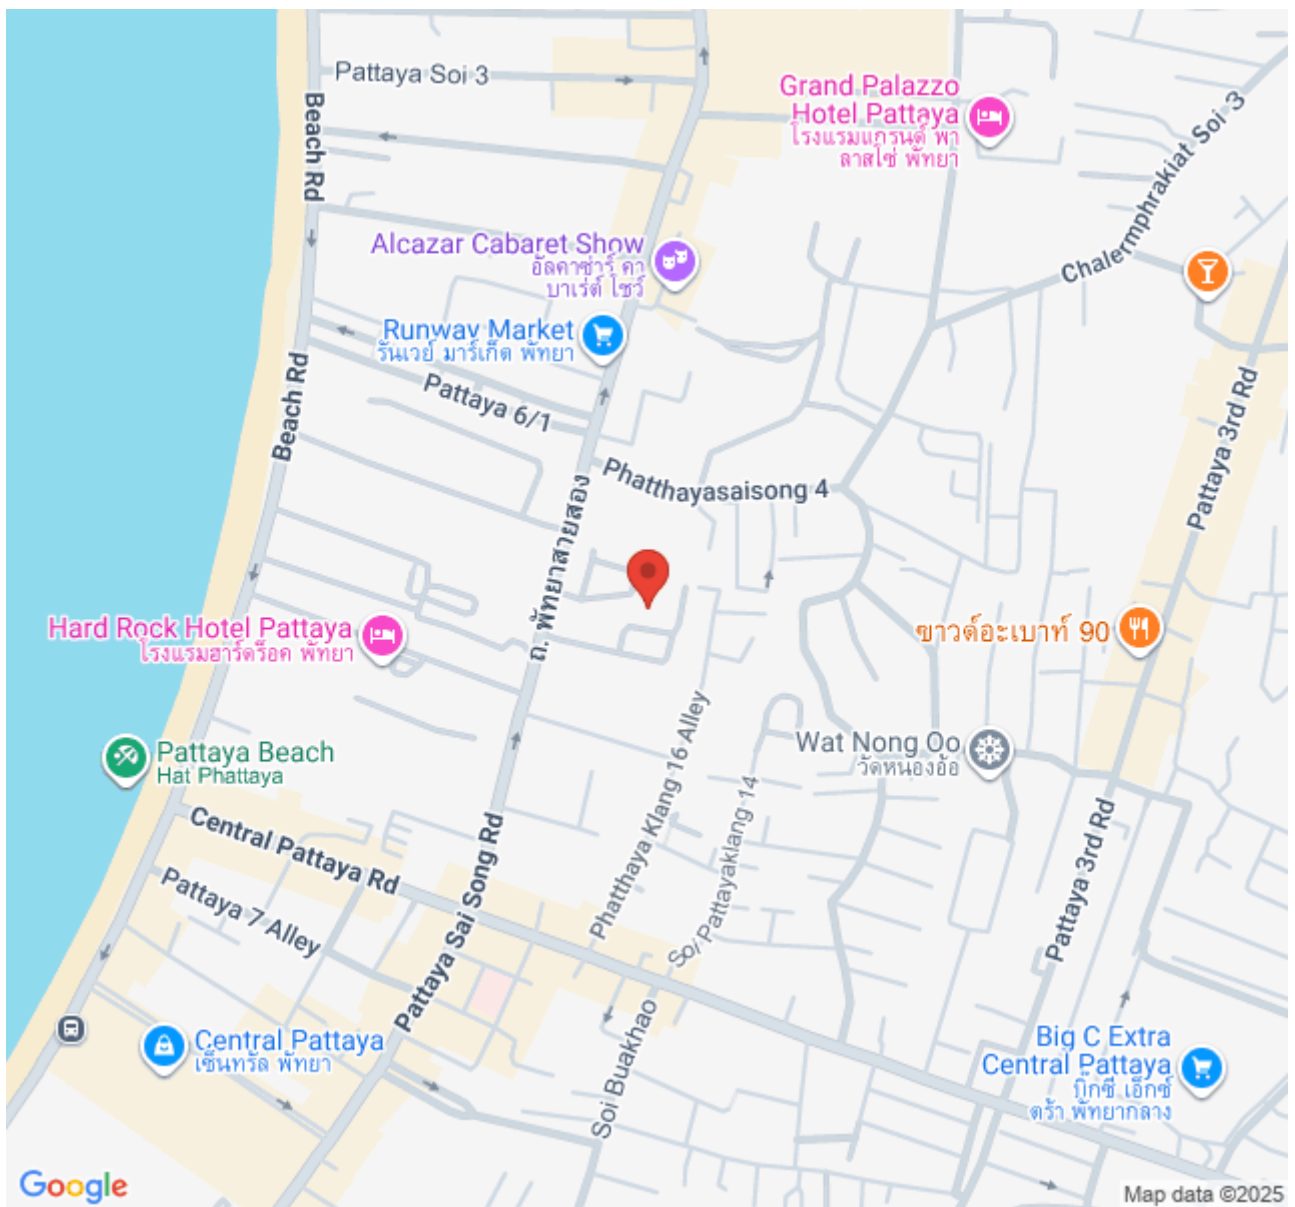 Pattaya Soi 3
Beach Rd
Grand Palazzo
Hotel Pattaya
โรงแรมแกรนด์ พา
ลาสโซ่ พัทยา
Chalermphrakiat Soi 3
Alcazar Cabaret Show
อัลคาซ่าร์ คา
บาเร่ต์ โชว์
Runway Market
รันเวย์ มาร์เก็ต พัทยา
Beach Rd
Pattaya 6/1
Pattaya 3rd Rd
Phatthayasaisong 4
ถ. พัทยาสายสอง
Hard Rock Hotel Pattaya
โรงแรมฮาร์ดร็อค พัทยา
ซาวด์อะเบาท์ 90
Pattaya Beach
Hat Phattaya
Wat Nong Oo
วัดหนองอ้อ
Phatthaya Klang 16 Alley
Soi Pattayaklang 14
Central Pattaya Rd
Pattaya Sai Song Rd
Pattaya 3rd Rd
Pattaya 7 Alley
Central Pattaya
เซ็นทรัล พัทยา
Soi Buakhao
Big C Extra
Central Pattaya
บิ๊กซี เอ็กซ์
ตร้า พัทยากลาง
Google
Map data ©2025